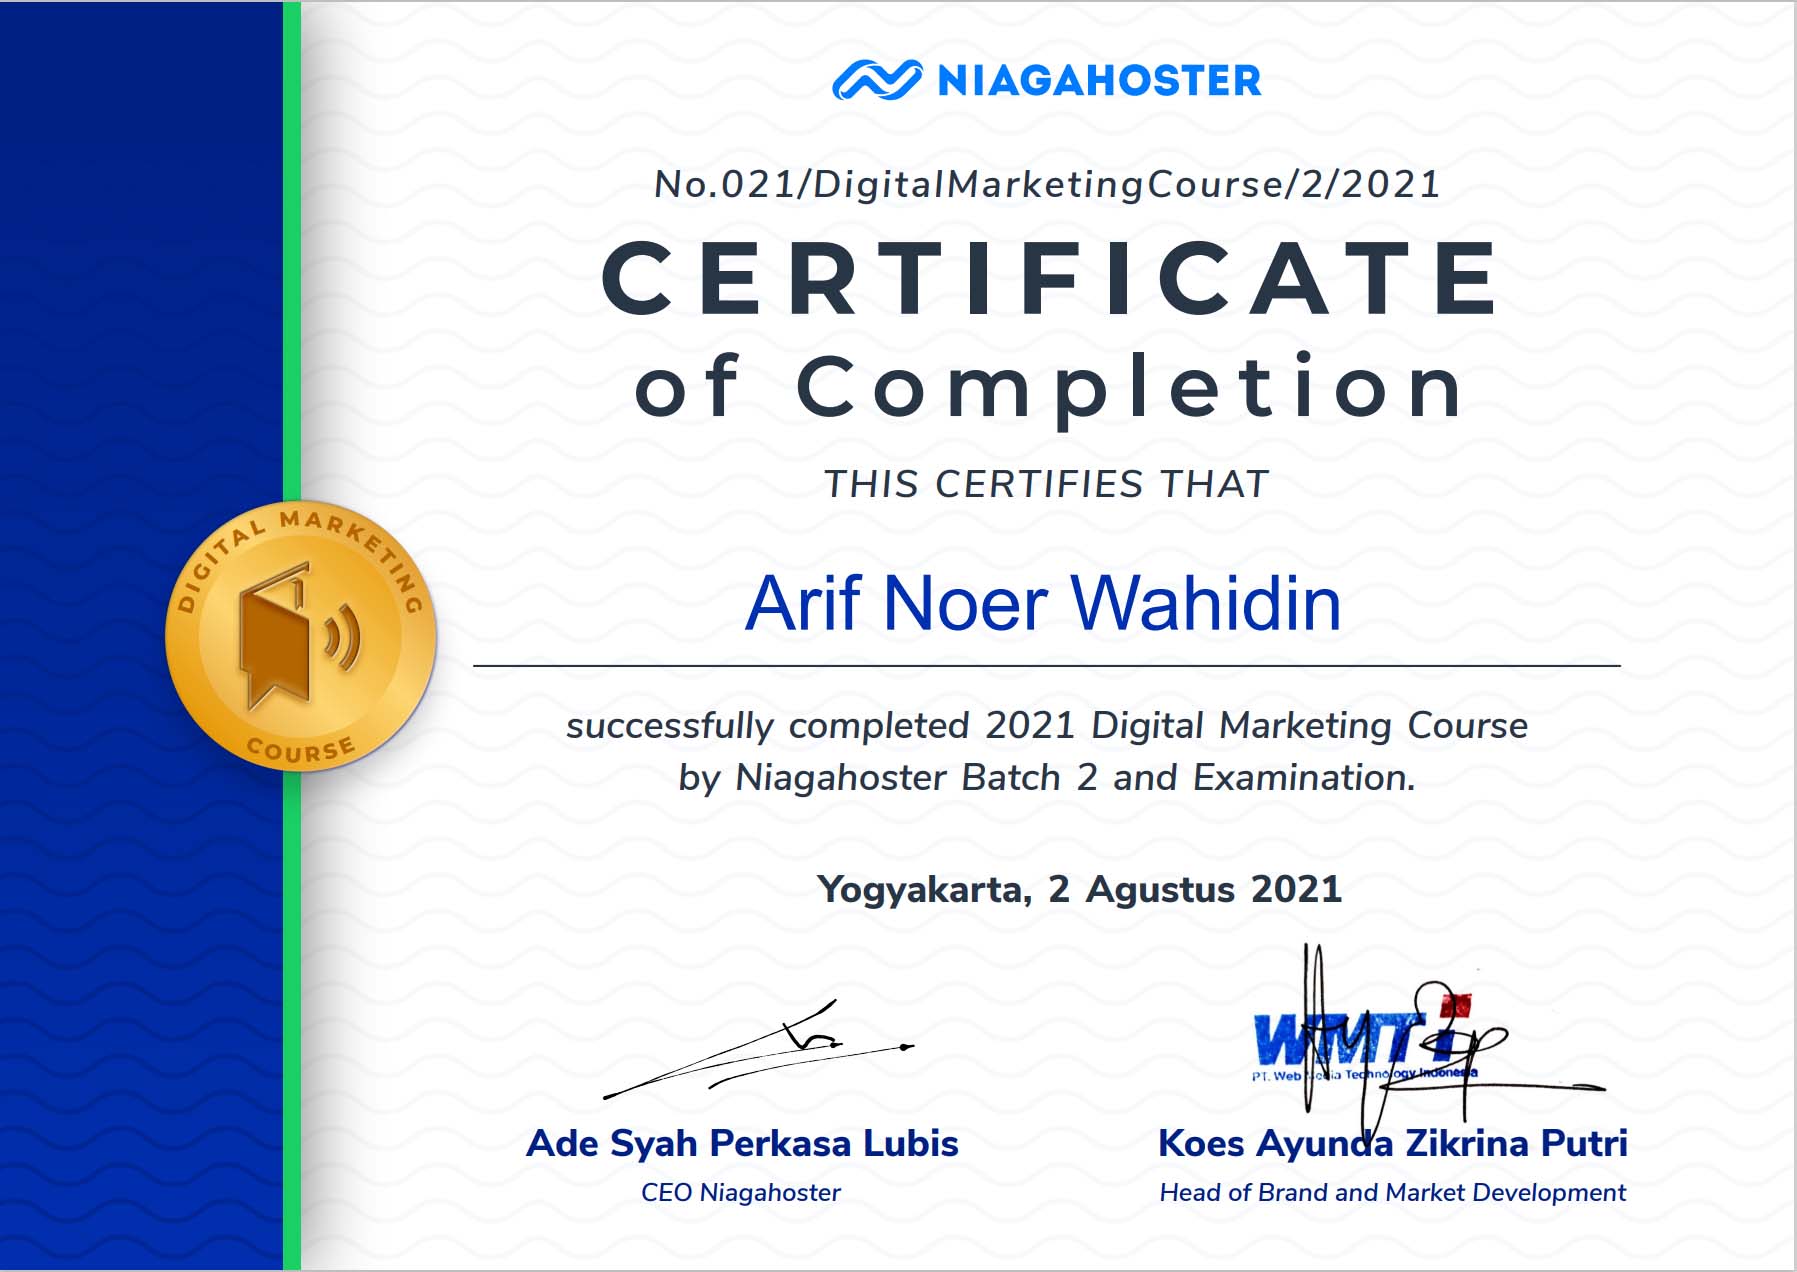 NIAGAHOSTER
No.021/DigitalMarketingCourse/2/2021
CERTIFICATE
of Completion
THIS CERTIFIES THAT
DIGITAL MARKETING
COURSE
Arif Noer Wahidin
successfully completed 2021 Digital Marketing Course
by Niagahoster Batch 2 and Examination.
Yogyakarta, 2 Agustus 2021
WMTi
PT. Web Media Technology Indonesia
Ade Syah Perkasa Lubis
Koes Ayunda Zikrina Putri
CEO Niagahoster
Head of Brand and Market Development